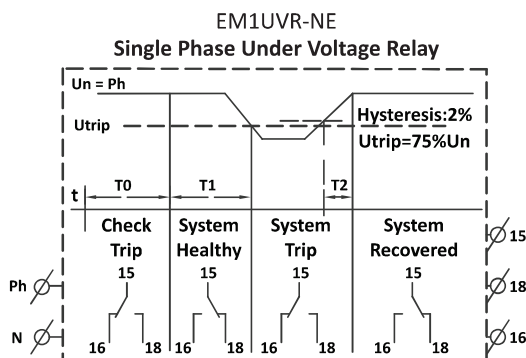 EM1UVR-NE
Single Phase Under Voltage Relay
Un = Ph
Utrip
Hysteresis:2%
Utrip=75%Un
t T0 T1 T2
Check Trip
System Healthy
System Trip
System Recovered
15 15 15 15
16 18 16 18 16 18 16 18
Ph
N
15
18
16